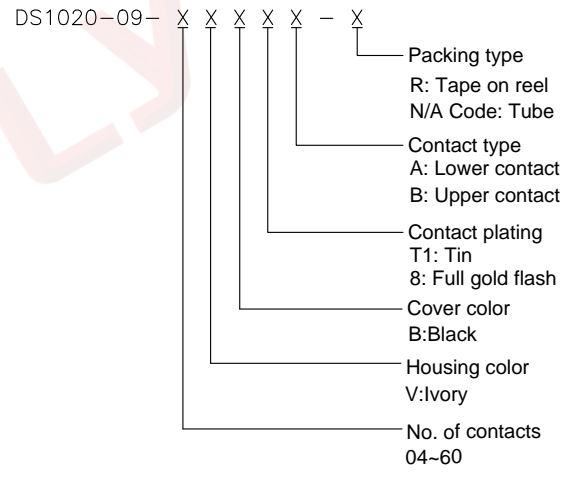 DS1020-09- X X X X X - X
Packing type
R: Tape on reel
N/A Code: Tube
Contact type
A: Lower contact
B: Upper contact
Contact plating
T1: Tin
8: Full gold flash
Cover color
B:Black
Housing color
V:Ivory
No. of contacts
04~60
Ly